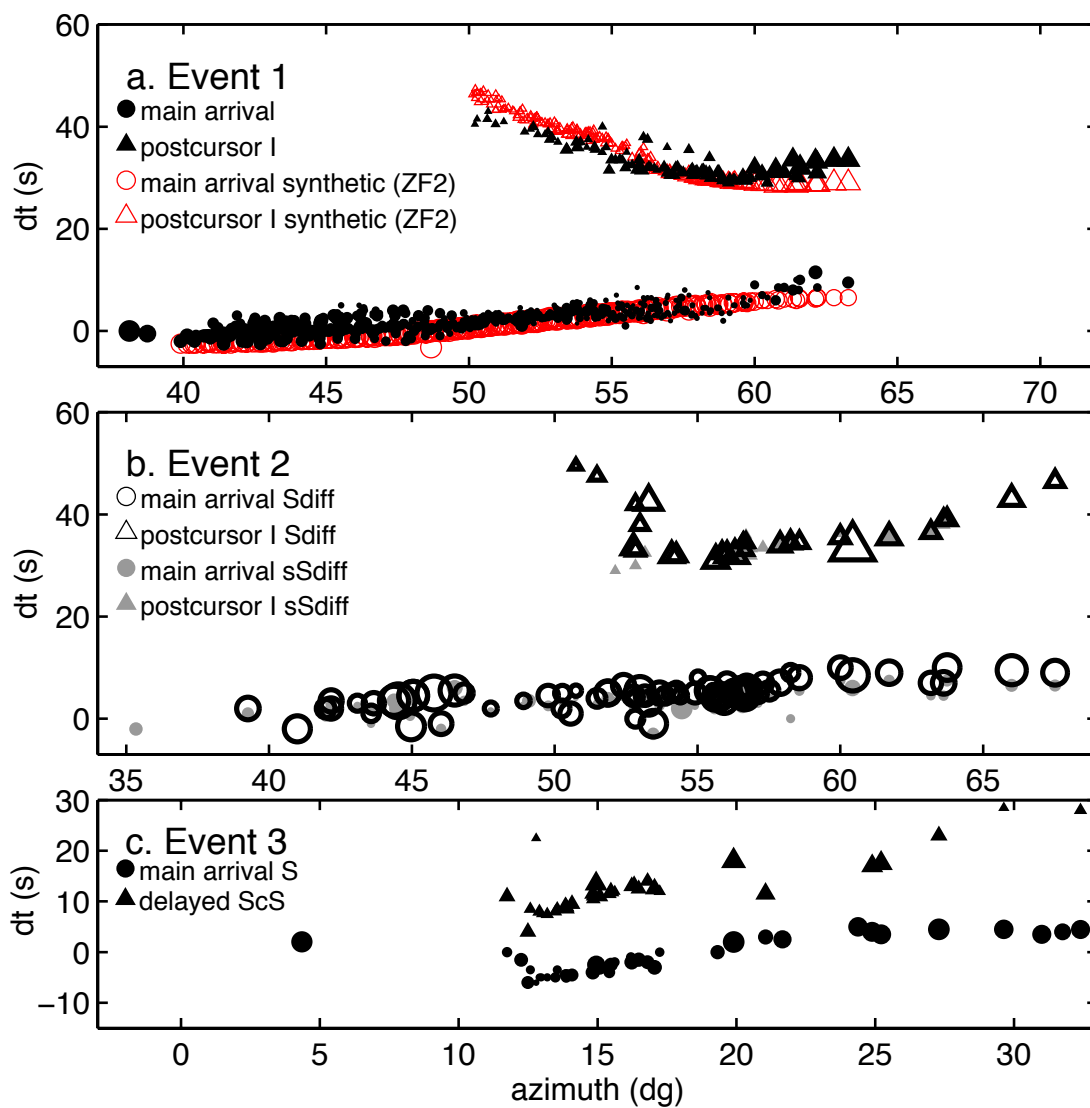 60
40
20
0
dt (s)
a. Event 1
main arrival
postcursor I
main arrival synthetic (ZF2)
postcursor I synthetic (ZF2)
40 45 50 55 60 65 70
60
40
20
0
dt (s)
b. Event 2
main arrival Sdiff
postcursor I Sdiff
main arrival sSdiff
postcursor I sSdiff
35 40 45 50 55 60 65
30
20
10
0
−10
dt (s)
c. Event 3
main arrival S
delayed ScS
0 5 10 15 20 25 30
azimuth (dg)